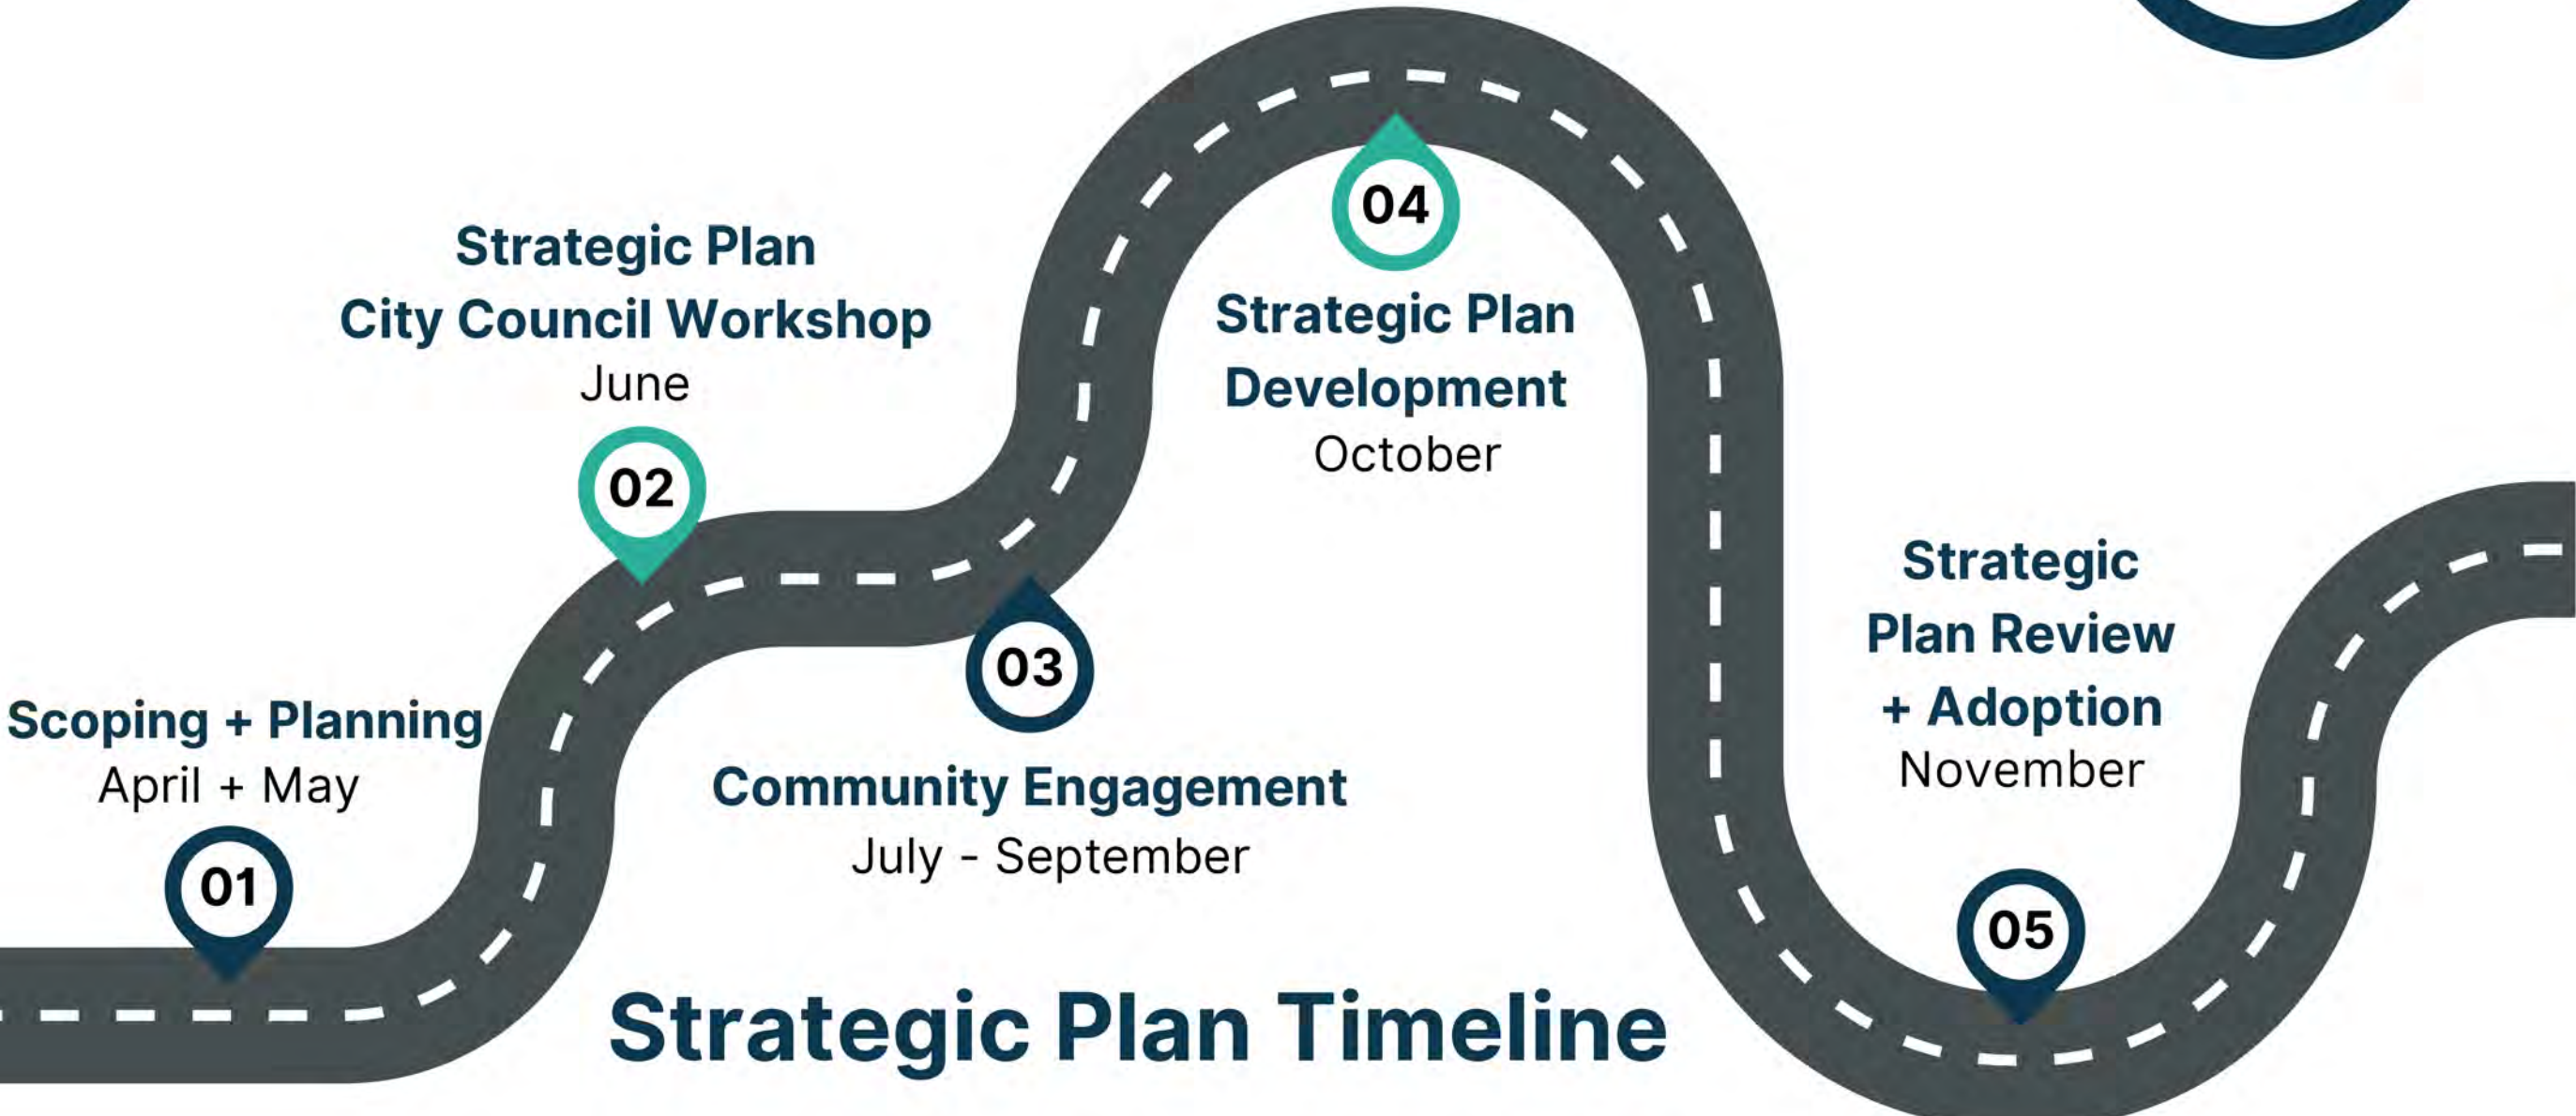 Scoping + Planning
April + May
01
Strategic Plan
City Council Workshop
June
02
03
Community Engagement
July - September
04
Strategic Plan
Development
October
Strategic
Plan Review
+ Adoption
November
05
Strategic Plan Timeline